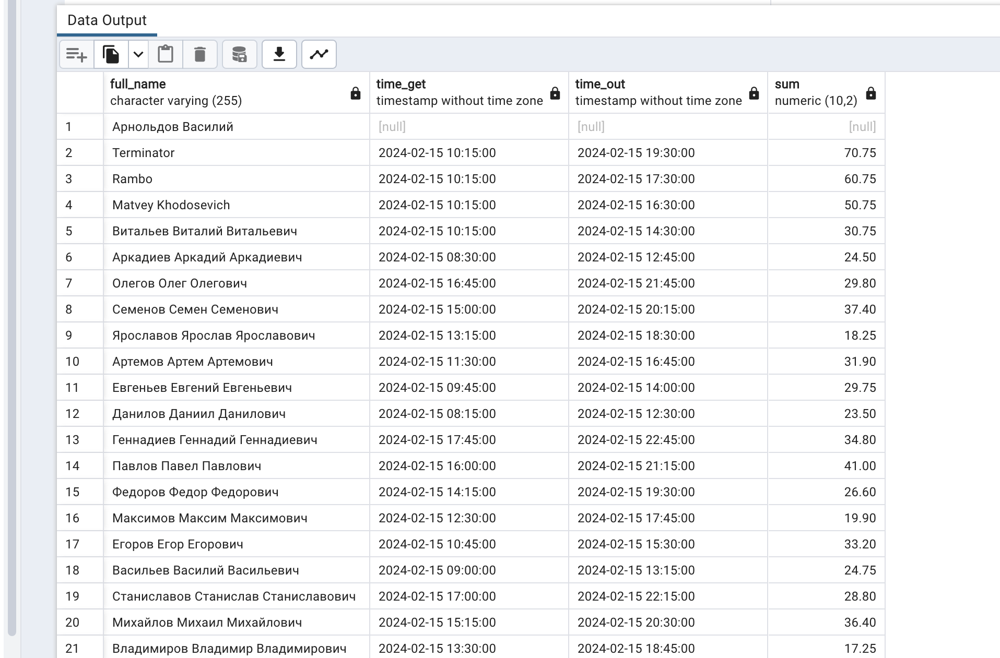 Data Output
full_name time_get time_out sum
character varying (255) timestamp without time zone timestamp without time zone numeric (10,2)
1 Арнольдов Василий [null] [null] [null]
2 Terminator 2024-02-15 10:15:00 2024-02-15 19:30:00 70.75
3 Rambo 2024-02-15 10:15:00 2024-02-15 17:30:00 60.75
4 Matvey Khodosevich 2024-02-15 10:15:00 2024-02-15 16:30:00 50.75
5 Витальев Виталий Витальевич 2024-02-15 10:15:00 2024-02-15 14:30:00 30.75
6 Аркадиев Аркадий Аркадиевич 2024-02-15 08:30:00 2024-02-15 12:45:00 24.50
7 Олегов Олег Олегович 2024-02-15 16:45:00 2024-02-15 21:45:00 29.80
8 Семенов Семен Семенович 2024-02-15 15:00:00 2024-02-15 20:15:00 37.40
9 Ярославов Ярослав Ярославович 2024-02-15 13:15:00 2024-02-15 18:30:00 18.25
10 Артемов Артем Артемович 2024-02-15 11:30:00 2024-02-15 16:45:00 31.90
11 Евгеньев Евгений Евгеньевич 2024-02-15 09:45:00 2024-02-15 14:00:00 29.75
12 Данилов Даниил Данилович 2024-02-15 08:15:00 2024-02-15 12:30:00 23.50
13 Геннадиев Геннадий Геннадиевич 2024-02-15 17:45:00 2024-02-15 22:45:00 34.80
14 Павлов Павел Павлович 2024-02-15 16:00:00 2024-02-15 21:15:00 41.00
15 Федоров Федор Федорович 2024-02-15 14:15:00 2024-02-15 19:30:00 26.60
16 Максимов Максим Максимович 2024-02-15 12:30:00 2024-02-15 17:45:00 19.90
17 Егоров Егор Егорович 2024-02-15 10:45:00 2024-02-15 15:30:00 33.20
18 Васильев Василий Васильевич 2024-02-15 09:00:00 2024-02-15 13:15:00 24.75
19 Станиславов Станислав Станиславович 2024-02-15 17:00:00 2024-02-15 22:15:00 28.80
20 Михайлов Михаил Михайлович 2024-02-15 15:15:00 2024-02-15 20:30:00 36.40
21 Владимиров Владимир Владимирович 2024-02-15 13:30:00 2024-02-15 18:45:00 17.25